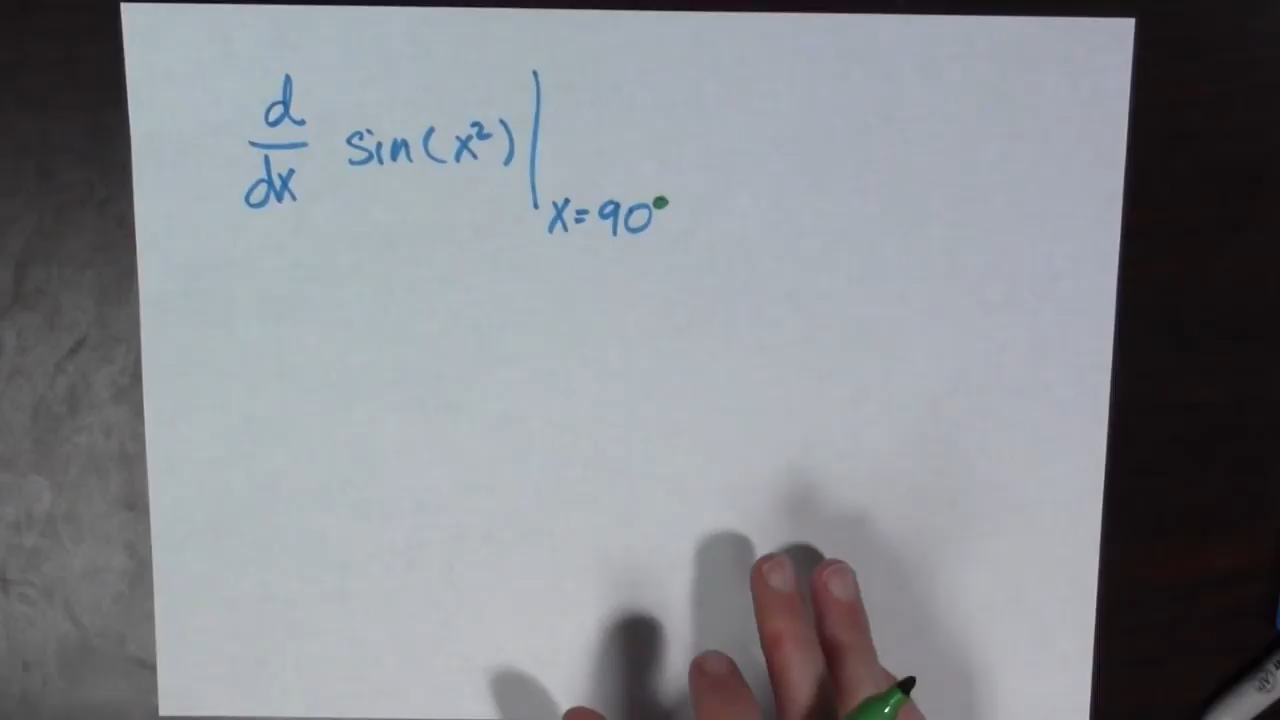 d/dx sin(x²) | x=90°